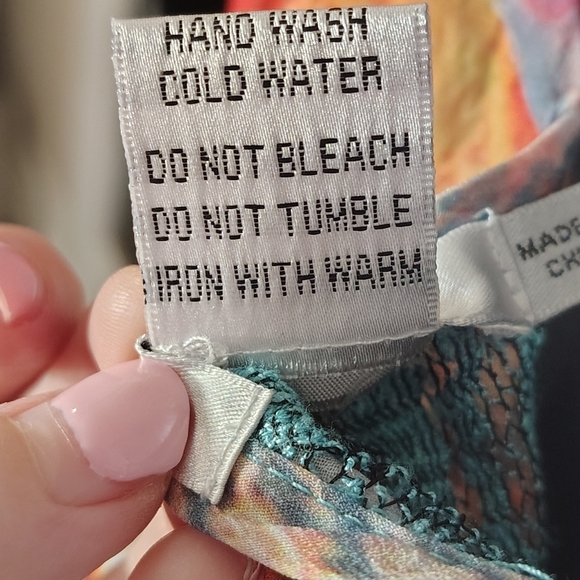 HAND WASH
COLD WATER
DO NOT BLEACH
DO NOT TUMBLE
IRON WITH WARM
MADE